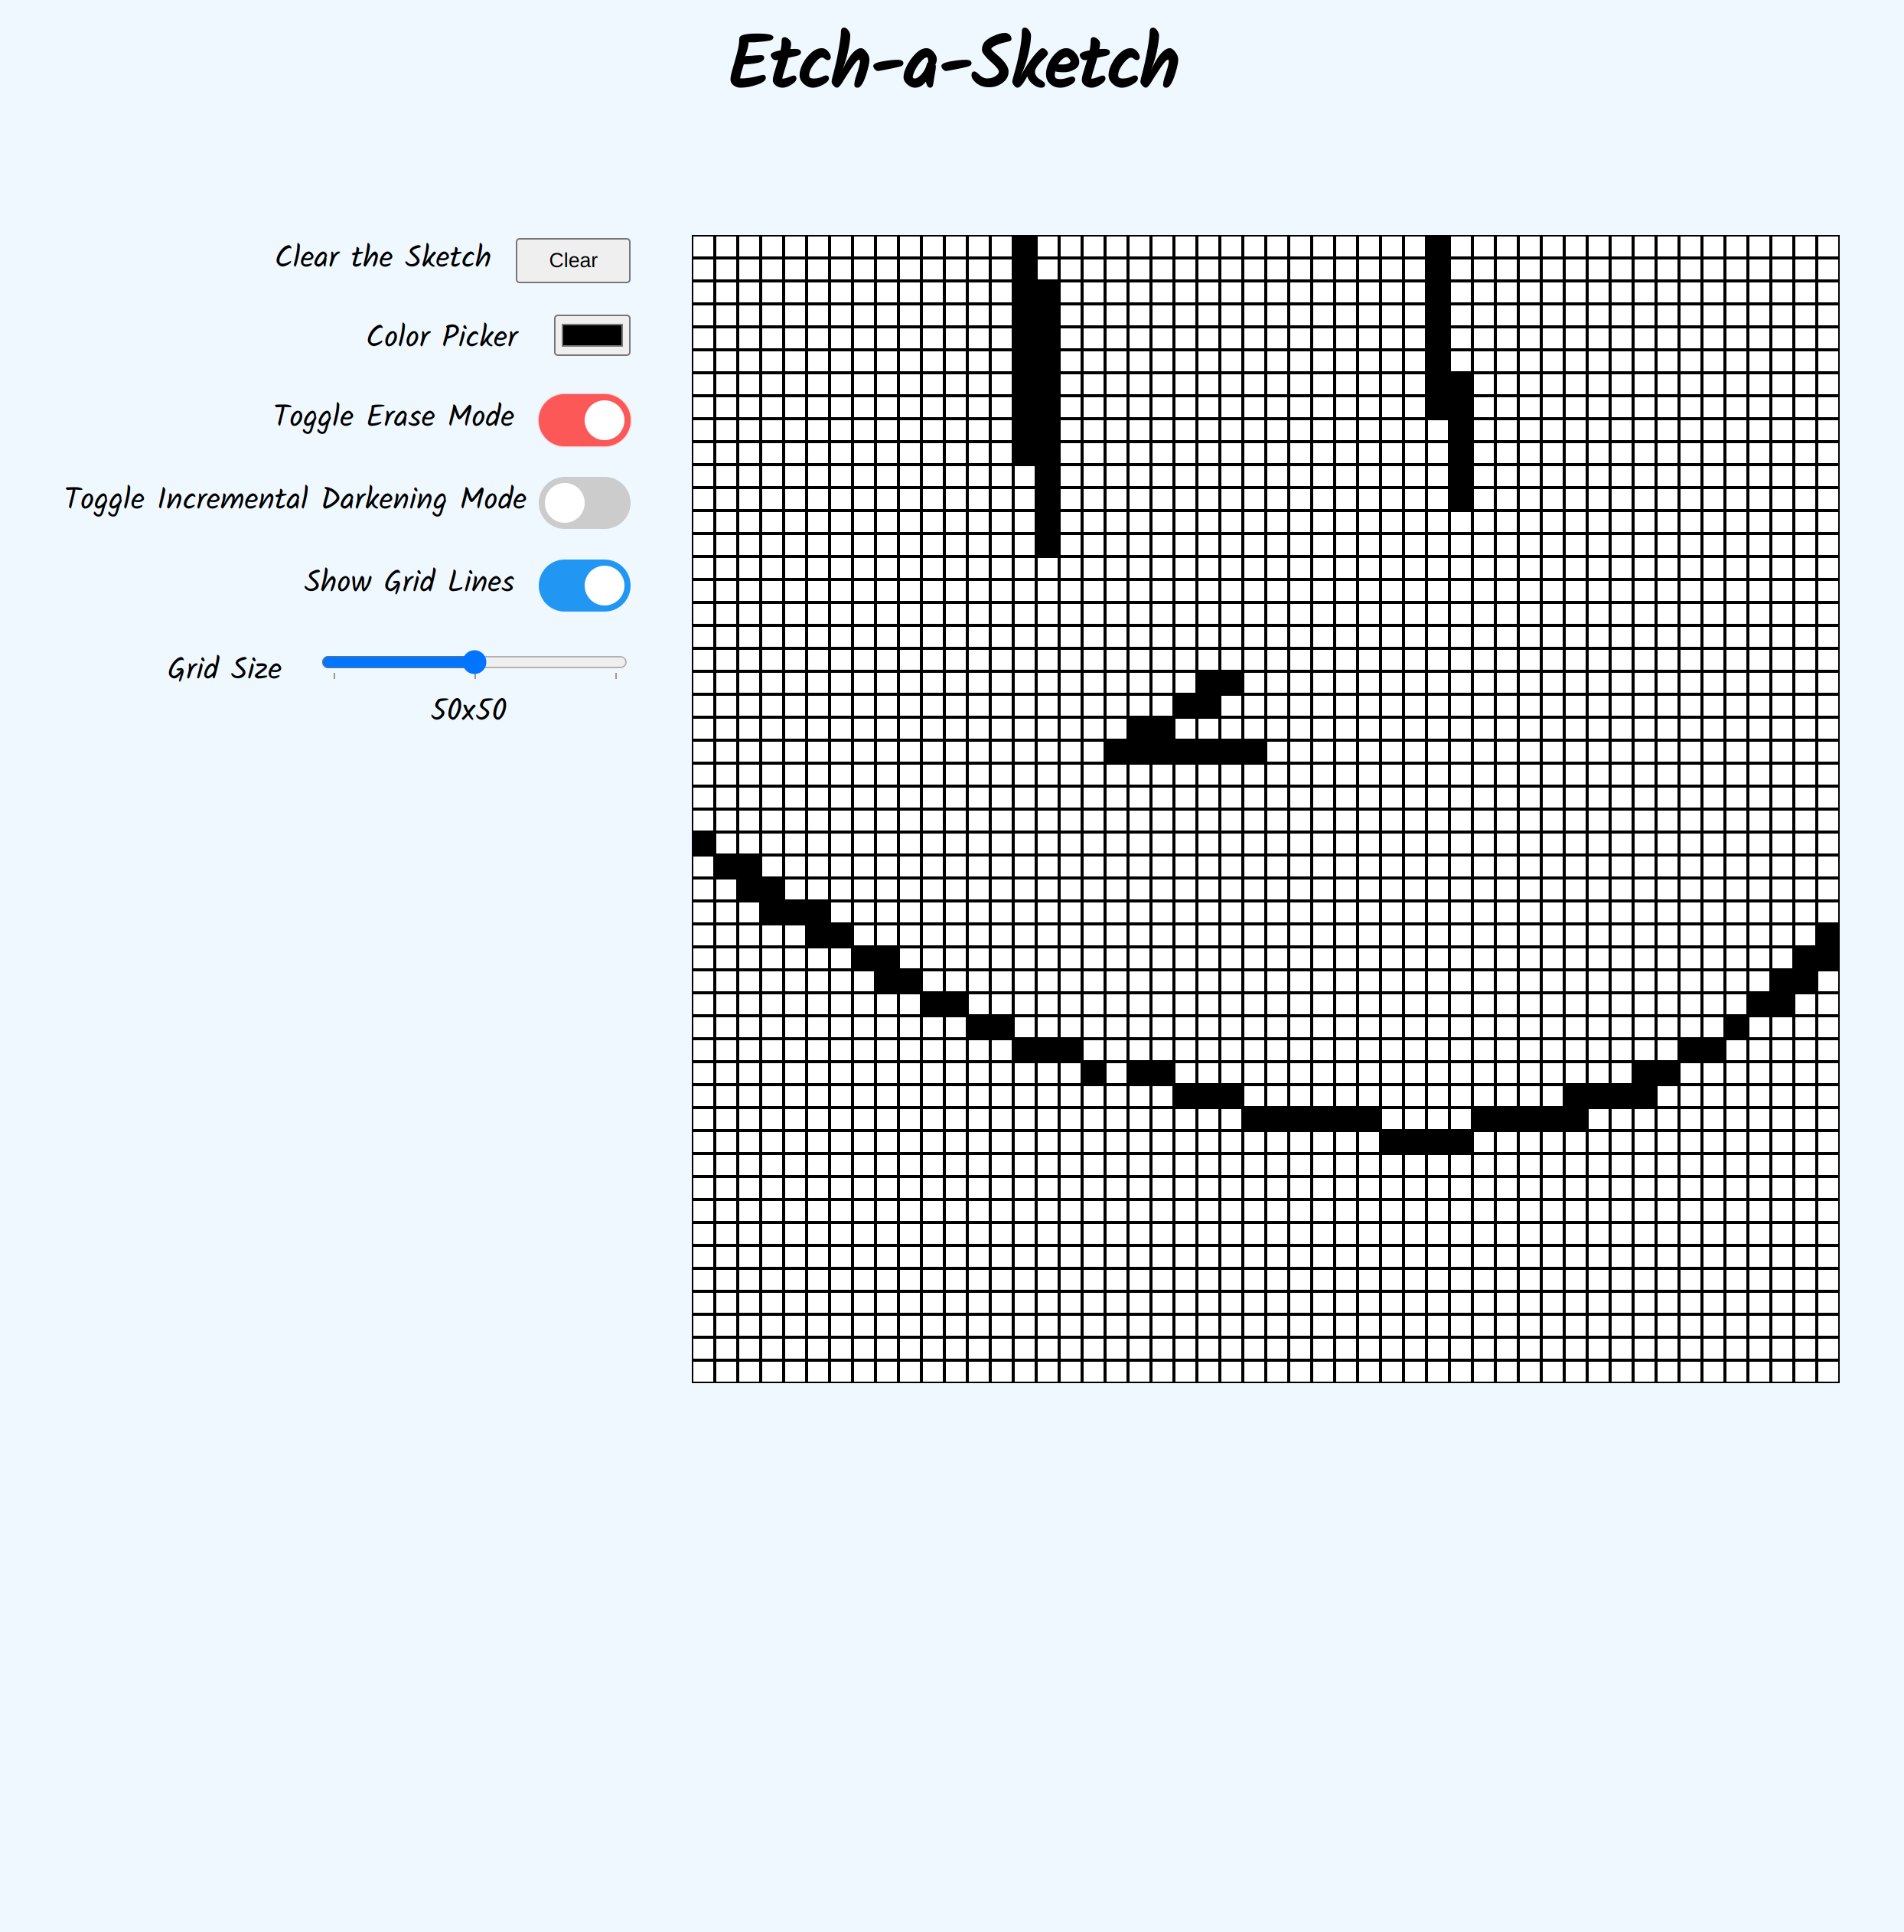 Etch-a-Sketch
Clear the Sketch Clear
Color Picker
Toggle Erase Mode
Toggle Incremental Darkening Mode
Show Grid Lines
Grid Size
50x50